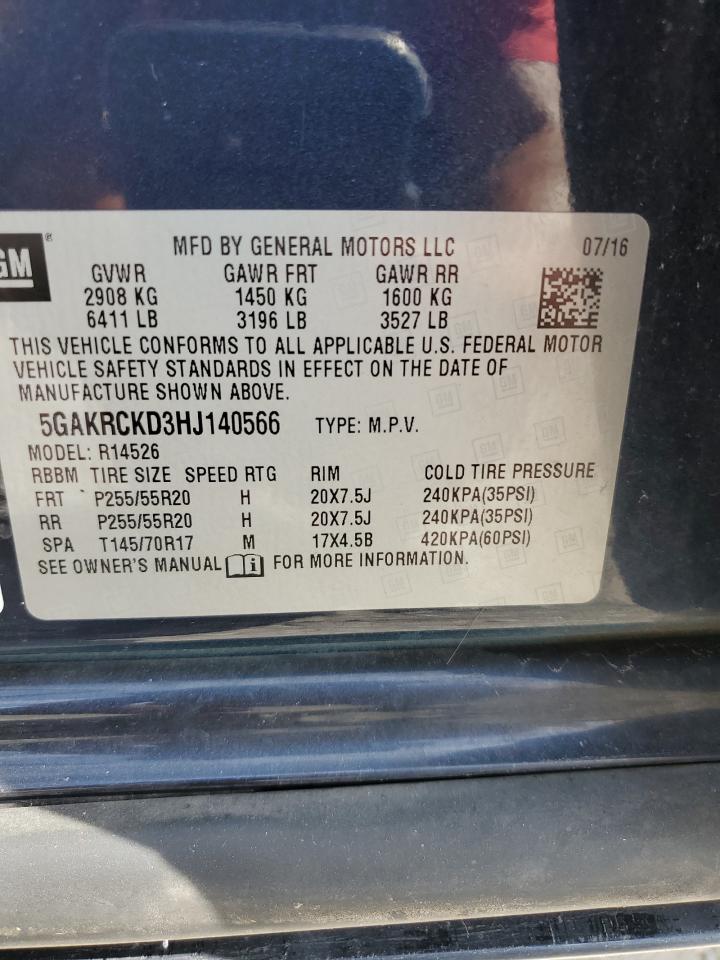 GM®
MFD BY GENERAL MOTORS LLC 07/16
GVWR GAWR FRT GAWR RR
2908 KG 1450 KG 1600 KG
6411 LB 3196 LB 3527 LB
THIS VEHICLE CONFORMS TO ALL APPLICABLE U.S. FEDERAL MOTOR
VEHICLE SAFETY STANDARDS IN EFFECT ON THE DATE OF
MANUFACTURE SHOWN ABOVE.
5GAKRCKD3HJ140566 TYPE: M.P.V.
MODEL: R14526
RBBM TIRE SIZE SPEED RTG RIM COLD TIRE PRESSURE
FRT P255/55R20 H 20X7.5J 240KPA(35PSI)
RR P255/55R20 H 20X7.5J 240KPA(35PSI)
SPA T145/70R17 M 17X4.5B 420KPA(60PSI)
SEE OWNER'S MANUAL i FOR MORE INFORMATION.